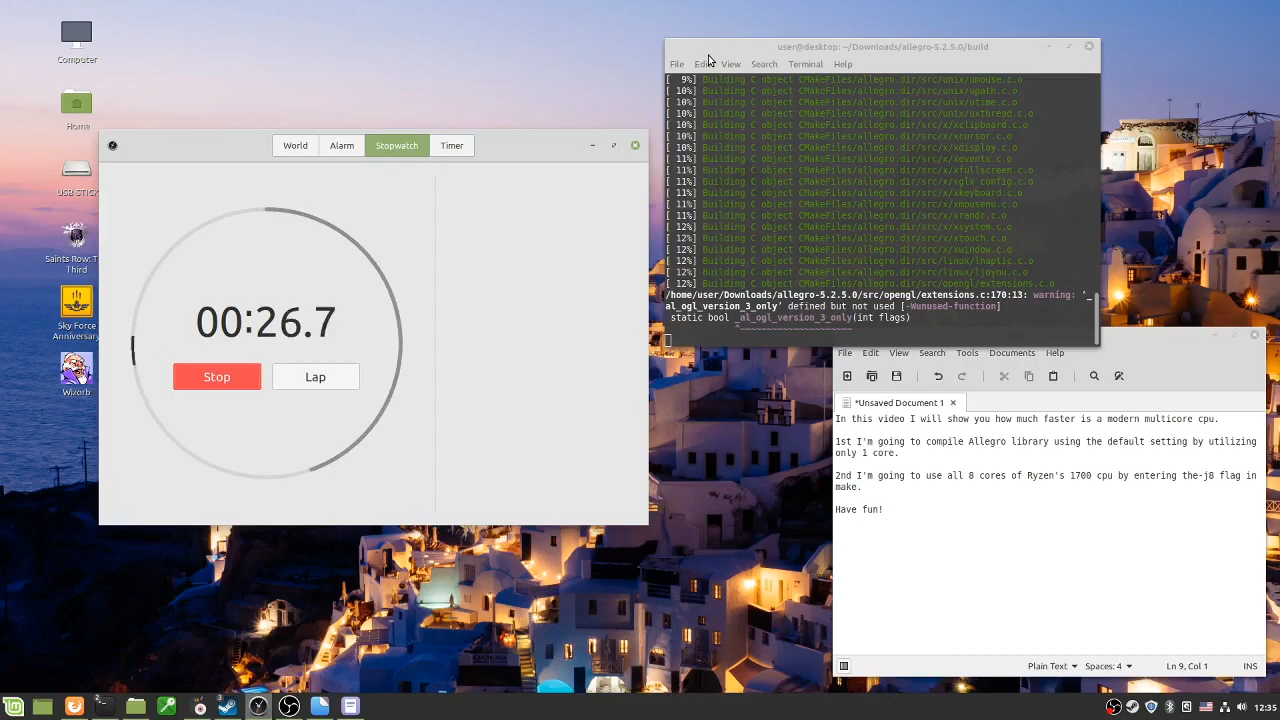 Computer
Home
USB STICK
Saints Row: T
Third
Sky Force
Anniversary
Wizorb
World
Alarm
Stopwatch
Timer
00:26.7
Stop
Lap
user@desktop: ~/Downloads/allegro-5.2.5.0/build
File Edit View Search Terminal Help
[  9%] Building C object CMakeFiles/allegro.dir/src/unix/umouse.c.o
[ 10%] Building C object CMakeFiles/allegro.dir/src/unix/upath.c.o
[ 10%] Building C object CMakeFiles/allegro.dir/src/unix/utime.c.o
[ 10%] Building C object CMakeFiles/allegro.dir/src/unix/uxthread.c.o
[ 10%] Building C object CMakeFiles/allegro.dir/src/x/xclipboard.c.o
[ 10%] Building C object CMakeFiles/allegro.dir/src/x/xcursor.c.o
[ 10%] Building C object CMakeFiles/allegro.dir/src/x/xdisplay.c.o
[ 11%] Building C object CMakeFiles/allegro.dir/src/x/xevents.c.o
[ 11%] Building C object CMakeFiles/allegro.dir/src/x/xfullscreen.c.o
[ 11%] Building C object CMakeFiles/allegro.dir/src/x/xglx_config.c.o
[ 11%] Building C object CMakeFiles/allegro.dir/src/x/xkeyboard.c.o
[ 11%] Building C object CMakeFiles/allegro.dir/src/x/xmousenu.c.o
[ 11%] Building C object CMakeFiles/allegro.dir/src/x/xrandr.c.o
[ 12%] Building C object CMakeFiles/allegro.dir/src/x/xsystem.c.o
[ 12%] Building C object CMakeFiles/allegro.dir/src/x/xtouch.c.o
[ 12%] Building C object CMakeFiles/allegro.dir/src/x/xwindow.c.o
[ 12%] Building C object CMakeFiles/allegro.dir/src/linux/lhaptic.c.o
[ 12%] Building C object CMakeFiles/allegro.dir/src/linux/ljoynu.c.o
[ 12%] Building C object CMakeFiles/allegro.dir/src/opengl/extensions.c.o
/home/user/Downloads/allegro-5.2.5.0/src/opengl/extensions.c:170:13: warning: ‘_
al_ogl_version_3_only’ defined but not used [-Wunused-function]
 static bool _al_ogl_version_3_only(int flags)
             ^~~~~~~~~~~~~~~~~~~~~~
File Edit View Search Tools Documents Help
*Unsaved Document 1
In this video I will show you how much faster is a modern multicore cpu.
1st I'm going to compile Allegro library using the default setting by utilizing
only 1 core.
2nd I'm going to use all 8 cores of Ryzen's 1700 cpu by entering the-j8 flag in
make.
Have fun!
Plain Text
Spaces: 4
Ln 9, Col 1
INS
2
3
12:35